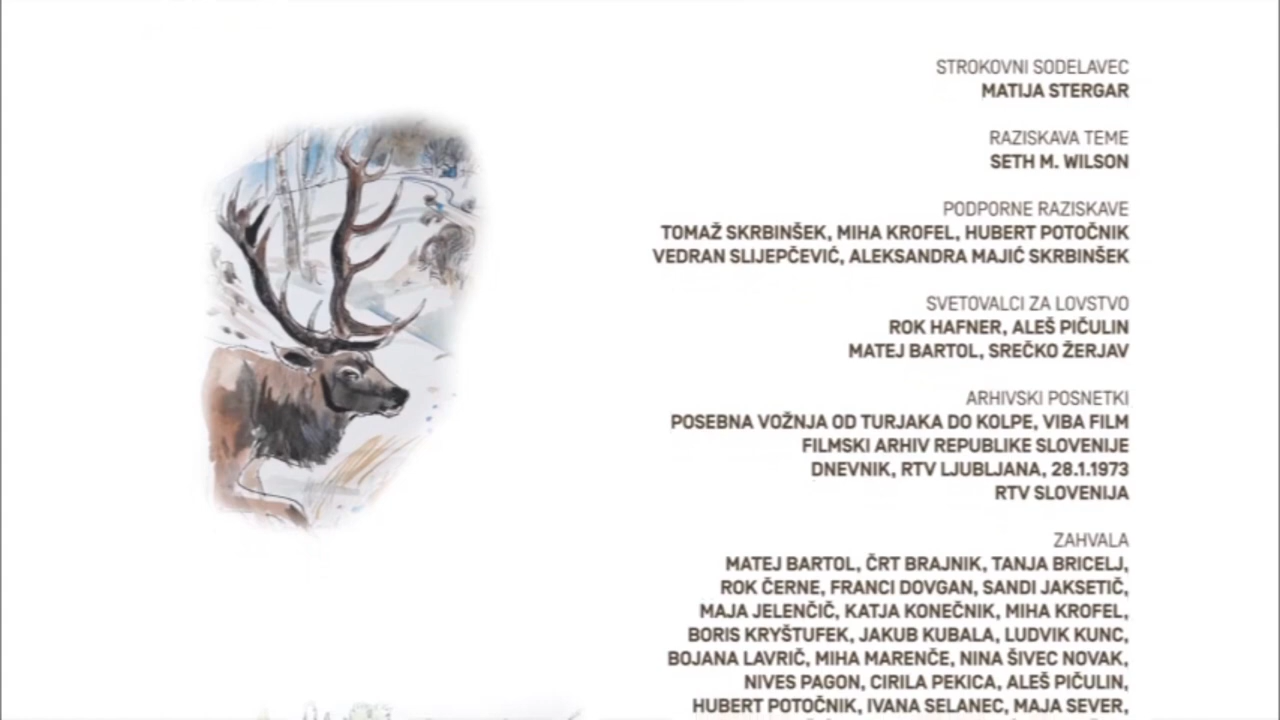 STROKOVNI SODELAVEC
MATIJA STERGAR
RAZISKAVA TEME
SETH M. WILSON
PODPORNE RAZISKAVE
TOMAŽ SKRBINŠEK, MIHA KROFEL, HUBERT POTOČNIK
VEDRAN SLIJEPČEVIĆ, ALEKSANDRA MAJIĆ SKRBINŠEK
SVETOVALCI ZA LOVSTVO
ROK HAFNER, ALEŠ PIČULIN
MATEJ BARTOL, SREČKO ŽERJAV
ARHIVSKI POSNETKI
POSEBNA VOŽNJA OD TURJAKA DO KOLPE, VIBA FILM
FILMSKI ARHIV REPUBLIKE SLOVENIJE
DNEVNIK, RTV LJUBLJANA, 28.1.1973
RTV SLOVENIJA
ZAHVALA
MATEJ BARTOL, ČRT BRAJNIK, TANJA BRICELJ,
ROK ČERNE, FRANCI DOVGAN, SANDI JAKSETIČ,
MAJA JELENČIČ, KATJA KONEČNIK, MIHA KROFEL,
BORIS KRYŠTUFEK, JAKUB KUBALA, LUDVIK KUNC,
BOJANA LAVRIČ, MIHA MARENČE, NINA ŠIVEC NOVAK,
NIVES PAGON, CIRILA PEKICA, ALEŠ PIČULIN,
HUBERT POTOČNIK, IVANA SELANEC, MAJA SEVER,